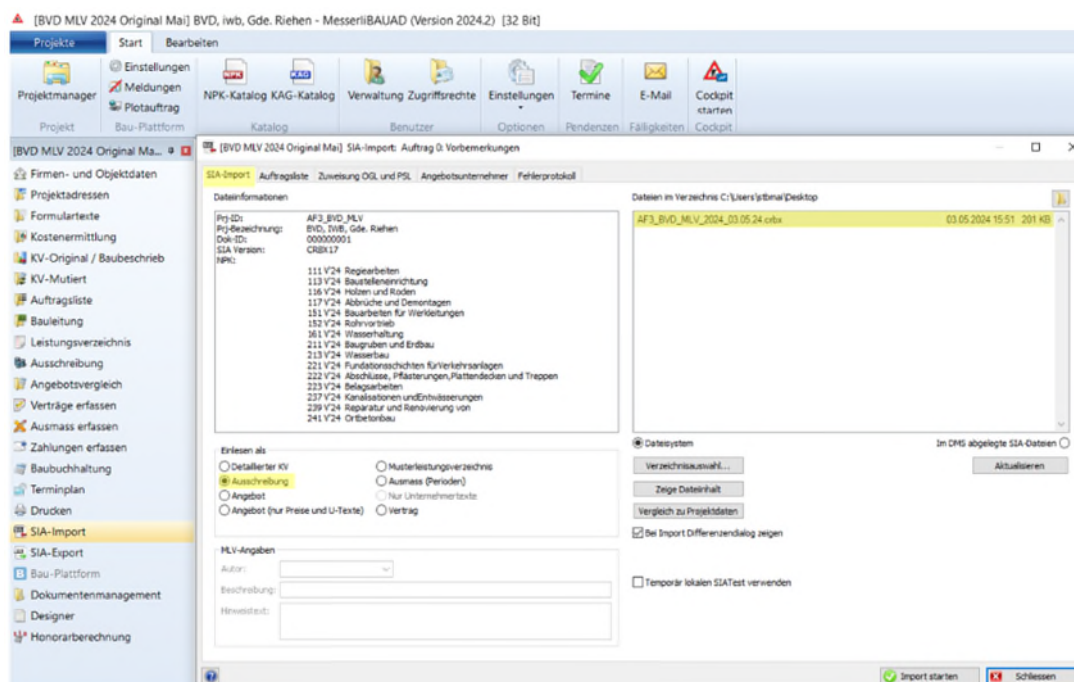 [BVD MLV 2024 Original Mai] BVD, iwb, Gde. Riehen - MesserliBAUAD (Version 2024.2) [32 Bit]
Projekte Start Bearbeiten
Projektmanager
Einstellungen
Meldungen
Plotauftrag
NPK
NPK-Katalog
KAG
KAG-Katalog
Verwaltung
Zugriffsrechte
Einstellungen
Termine
E-Mail
Cockpit
starten
Projekt Bau-Plattform Katalog Benutzer Optionen Pendenzen Fälligkeiten Cockpit
[BVD MLV 2024 Original Ma...
Firmen- und Objektdaten
Projektadressen
Formulartexte
Kostenermittlung
KV-Original / Baubeschrieb
KV-Mutiert
Auftragsliste
Bauleitung
Leistungsverzeichnis
Ausschreibung
Angebotsvergleich
Verträge erfassen
Ausmass erfassen
Zahlungen erfassen
Baubuchhaltung
Terminplan
Drucken
SIA-Import
SIA-Export
Bau-Plattform
Dokumentenmanagement
Designer
Honorarberechnung
[BVD MLV 2024 Original Mai] SIA-Import: Auftrag 0: Vorbemerkungen
SIA-Import Auftragsliste Zuweisung OGL und PSL Angebotsunternehmer Fehlerprotokoll
Dateiinformationen
Prj-ID: AF3_BVD_MLV
Prj-Bezeichnung: BVD, IWB, Gde. Riehen
Dok-ID: 000000001
SIA Version: CRBX17
NPK:
111 V'24 Regiearbeiten
113 V'24 Baustelleneinrichtung
116 V'24 Holzen und Roden
117 V'24 Abbrüche und Demontagen
151 V'24 Bauarbeiten für Werkleitungen
152 V'24 Rohrvortrieb
161 V'24 Wasserhaltung
211 V'24 Baugruben und Erdbau
213 V'24 Wasserbau
221 V'24 Fundationsschichten fürVerkehrsanlagen
222 V'24 Abschlüsse, Pflästerungen,Plattendecken und Treppen
223 V'24 Belagsarbeiten
237 V'24 Kanalisationen undEntwässerungen
239 V'24 Reparatur und Renovierung von
241 V'24 Ortbetonbau
Einlesen als
Detaillierter KV
Ausschreibung
Angebot
Angebot (nur Preise und U-Texte)
Musterleistungsverzeichnis
Ausmass (Perioden)
Nur Unternehmertexte
Vertrag
MLV-Angaben
Autor:
Beschreibung:
Hinweistext:
Dateien im Verzeichnis C:\Users\stbmai\Desktop
AF3_BVD_MLV_2024_03.05.24.crbx 03.05.2024 15:51 201 KB
Dateisystem Im DMS abgelegte SIA-Dateien
Verzeichnisauswahl... Aktualisieren
Zeige Dateiinhalt
Vergleich zu Projektdaten
Bei Import Differenzendialog zeigen
Temporär lokalen SIATest verwenden
Import starten Schliessen